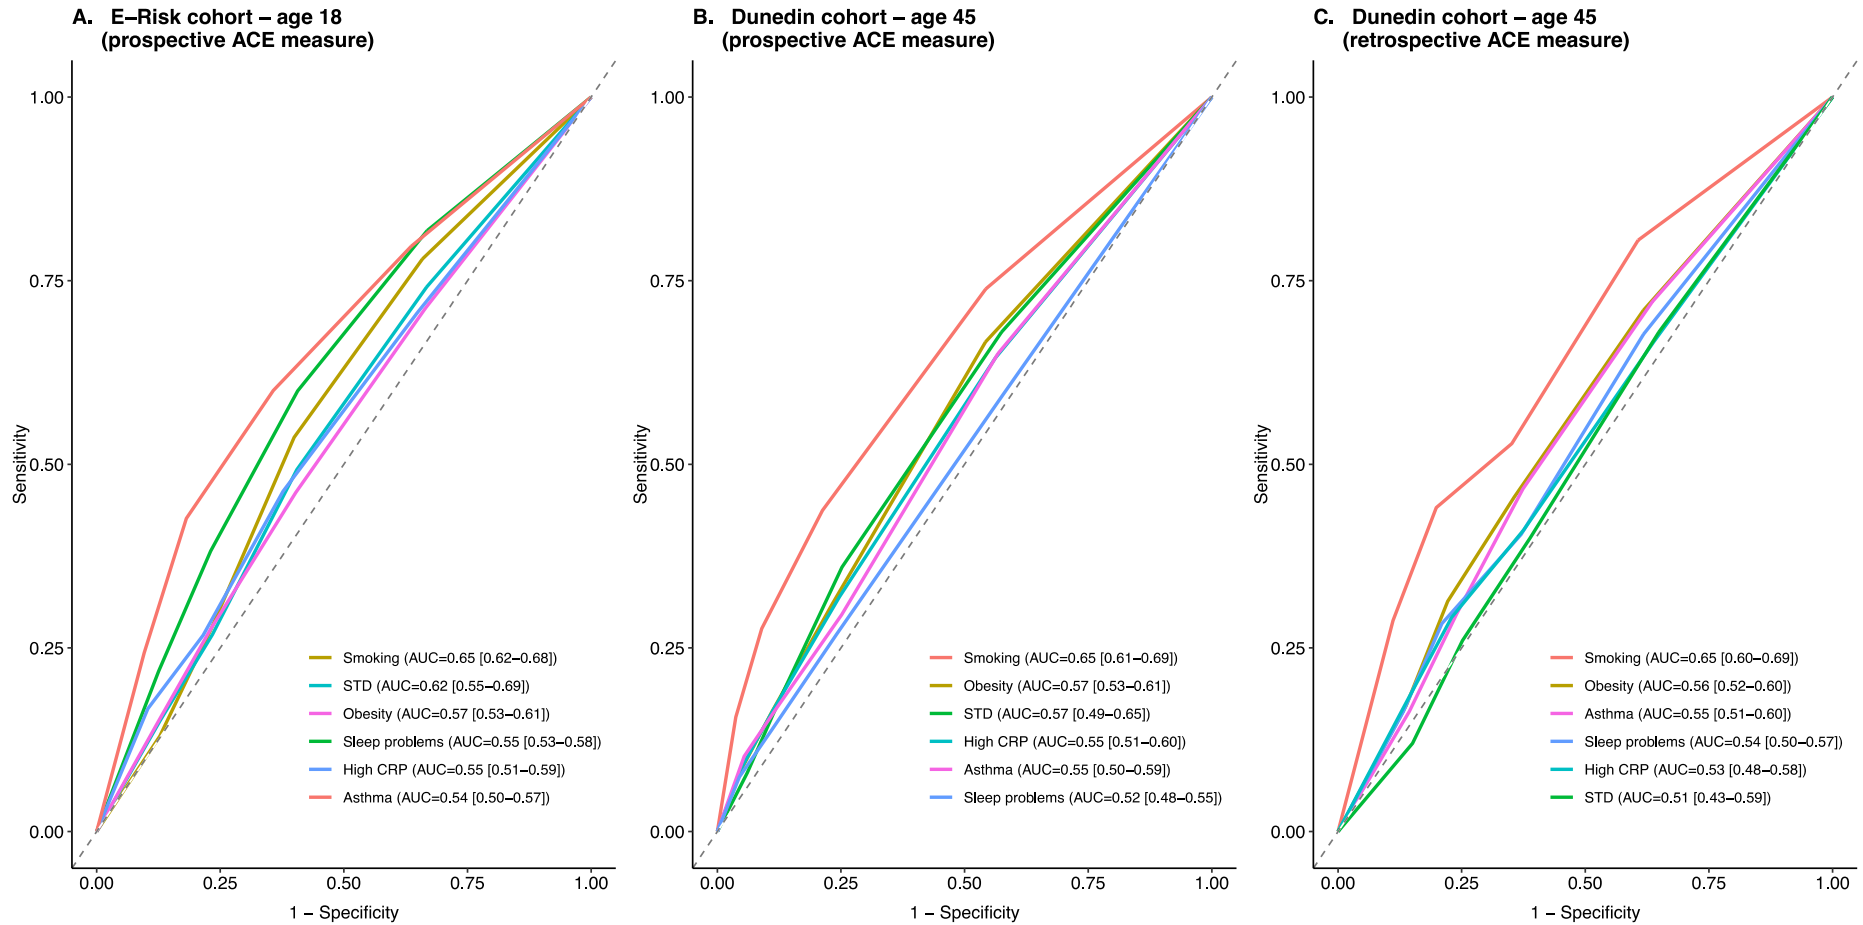 A. E–Risk cohort – age 18
(prospective ACE measure)
1.00
0.75
0.50
0.25
0.00
Sensitivity
0.00 0.25 0.50 0.75 1.00
1 – Specificity
Smoking (AUC=0.65 [0.62–0.68])
STD (AUC=0.62 [0.55–0.69])
Obesity (AUC=0.57 [0.53–0.61])
Sleep problems (AUC=0.55 [0.53–0.58])
High CRP (AUC=0.55 [0.51–0.59])
Asthma (AUC=0.54 [0.50–0.57])
B. Dunedin cohort – age 45
(prospective ACE measure)
1.00
0.75
0.50
0.25
0.00
Sensitivity
0.00 0.25 0.50 0.75 1.00
1 – Specificity
Smoking (AUC=0.65 [0.61–0.69])
Obesity (AUC=0.57 [0.53–0.61])
STD (AUC=0.57 [0.49–0.65])
High CRP (AUC=0.55 [0.51–0.60])
Asthma (AUC=0.55 [0.50–0.59])
Sleep problems (AUC=0.52 [0.48–0.55])
C. Dunedin cohort – age 45
(retrospective ACE measure)
1.00
0.75
0.50
0.25
0.00
Sensitivity
0.00 0.25 0.50 0.75 1.00
1 – Specificity
Smoking (AUC=0.65 [0.60–0.69])
Obesity (AUC=0.56 [0.52–0.60])
Asthma (AUC=0.55 [0.51–0.60])
Sleep problems (AUC=0.54 [0.50–0.57])
High CRP (AUC=0.53 [0.48–0.58])
STD (AUC=0.51 [0.43–0.59])